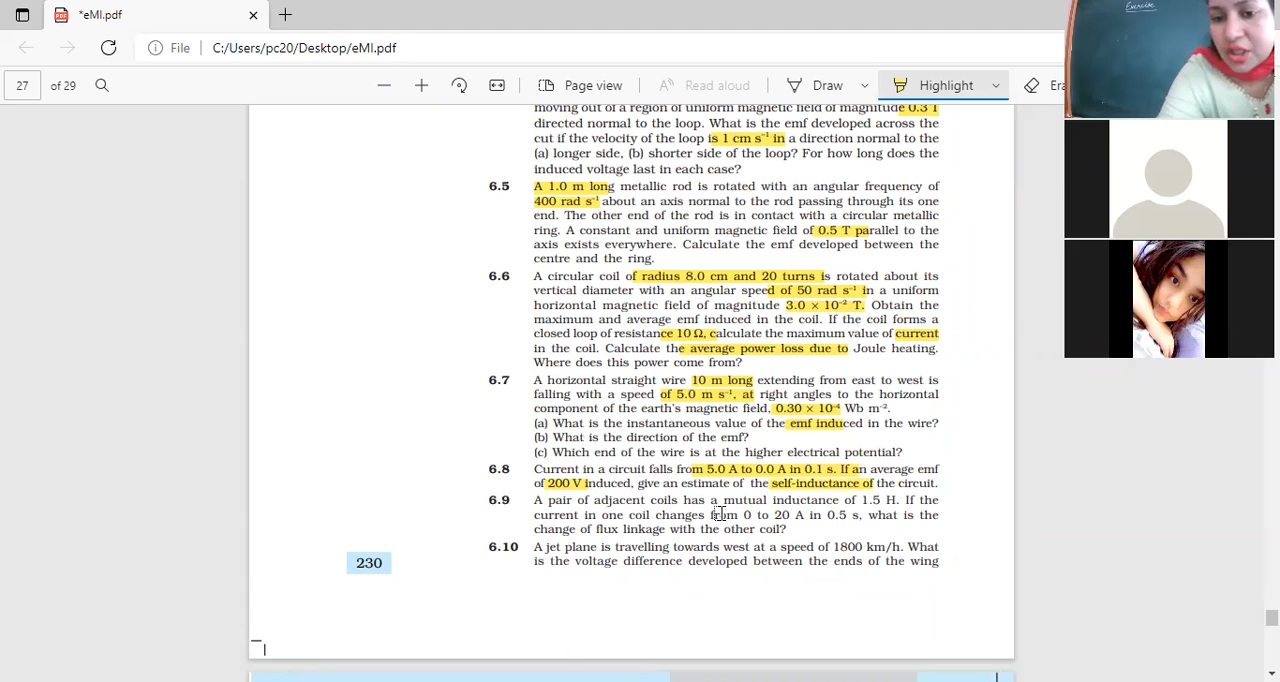 *eMI.pdf
File C:/Users/pc20/Desktop/eMI.pdf
27 of 29 Page view Read aloud Draw Highlight Era
Exercise
moving out of a region of uniform magnetic field of magnitude 0.3 T
directed normal to the loop. What is the emf developed across the
cut if the velocity of the loop is 1 cm s⁻¹ in a direction normal to the
(a) longer side, (b) shorter side of the loop? For how long does the
induced voltage last in each case?
6.5 A 1.0 m long metallic rod is rotated with an angular frequency of
400 rad s⁻¹ about an axis normal to the rod passing through its one
end. The other end of the rod is in contact with a circular metallic
ring. A constant and uniform magnetic field of 0.5 T parallel to the
axis exists everywhere. Calculate the emf developed between the
centre and the ring.
6.6 A circular coil of radius 8.0 cm and 20 turns is rotated about its
vertical diameter with an angular speed of 50 rad s⁻¹ in a uniform
horizontal magnetic field of magnitude 3.0 × 10⁻² T. Obtain the
maximum and average emf induced in the coil. If the coil forms a
closed loop of resistance 10 Ω, calculate the maximum value of current
in the coil. Calculate the average power loss due to Joule heating.
Where does this power come from?
6.7 A horizontal straight wire 10 m long extending from east to west is
falling with a speed of 5.0 m s⁻¹, at right angles to the horizontal
component of the earth's magnetic field, 0.30 × 10⁻⁴ Wb m⁻².
(a) What is the instantaneous value of the emf induced in the wire?
(b) What is the direction of the emf?
(c) Which end of the wire is at the higher electrical potential?
6.8 Current in a circuit falls from 5.0 A to 0.0 A in 0.1 s. If an average emf
of 200 V induced, give an estimate of the self-inductance of the circuit.
6.9 A pair of adjacent coils has a mutual inductance of 1.5 H. If the
current in one coil changes from 0 to 20 A in 0.5 s, what is the
change of flux linkage with the other coil?
6.10 A jet plane is travelling towards west at a speed of 1800 km/h. What
is the voltage difference developed between the ends of the wing
230